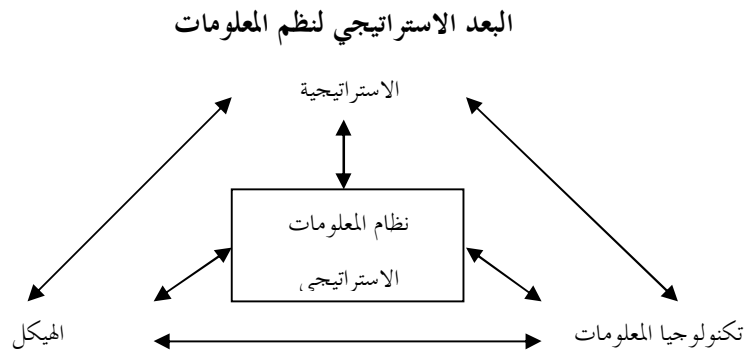 البعد الاستراتيجي لنظم المعلومات
الاستراتيجية
نظام المعلومات
الاستراتيجي
تكنولوجيا المعلومات
الهيكل